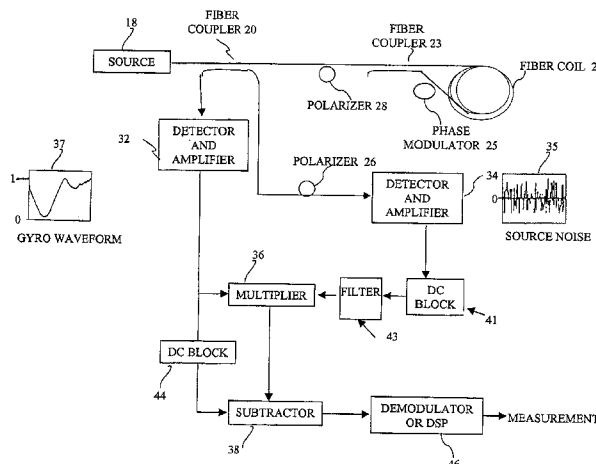 FIBER
COUPLER 20
18
SOURCE
FIBER
COUPLER 23
FIBER COIL 2
POLARIZER 28
PHASE
MODULATOR 25
32
DETECTOR
AND
AMPLIFIER
37
1
0
GYRO WAVEFORM
POLARIZER 26
DETECTOR
AND
AMPLIFIER
34
35
0
SOURCE NOISE
36
MULTIPLIER
FILTER
43
DC
BLOCK
41
DC BLOCK
44
SUBTRACTOR
38
DEMODULATOR
OR DSP
MEASUREMENT
46